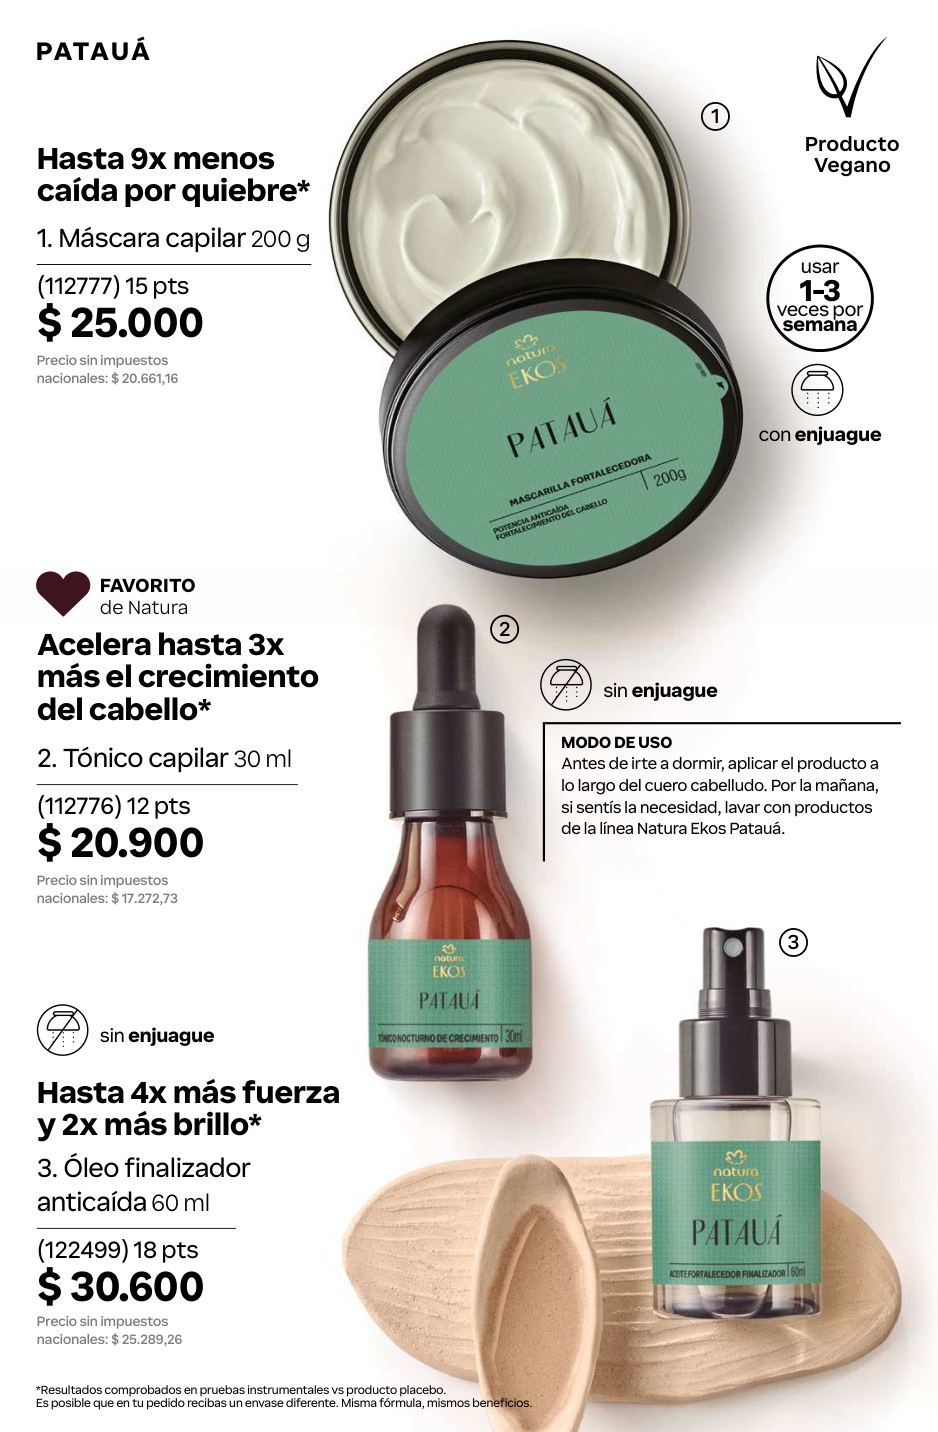 PATAUÁ
Producto
Vegano
1
Hasta 9x menos
caída por quiebre*
1. Máscara capilar 200 g
(112777) 15 pts
$ 25.000
Precio sin impuestos
nacionales: $ 20.661,16
usar
1-3
veces por
semana
con enjuague
natura
EKOS
PATAUÁ
MASCARILLA FORTALECEDORA
200g
POTENCIA ANTICAÍDA
FORTALECIMIENTO DEL CABELLO
FAVORITO
de Natura
Acelera hasta 3x
más el crecimiento
del cabello*
2. Tónico capilar 30 ml
(112776) 12 pts
$ 20.900
Precio sin impuestos
nacionales: $ 17.272,73
2
sin enjuague
MODO DE USO
Antes de irte a dormir, aplicar el producto a
lo largo del cuero cabelludo. Por la mañana,
si sentís la necesidad, lavar con productos
de la línea Natura Ekos Patauá.
natura
EKOS
PATAUÁ
TÓNICO NOCTURNO DE CRECIMIENTO 30ml
3
sin enjuague
Hasta 4x más fuerza
y 2x más brillo*
3. Óleo finalizador
anticaída 60 ml
(122499) 18 pts
$ 30.600
Precio sin impuestos
nacionales: $ 25.289,26
natura
EKOS
PATAUÁ
ACEITE FORTALECEDOR FINALIZADOR 60ml
*Resultados comprobados en pruebas instrumentales vs producto placebo.
Es posible que en tu pedido recibas un envase diferente. Misma fórmula, mismos beneficios.